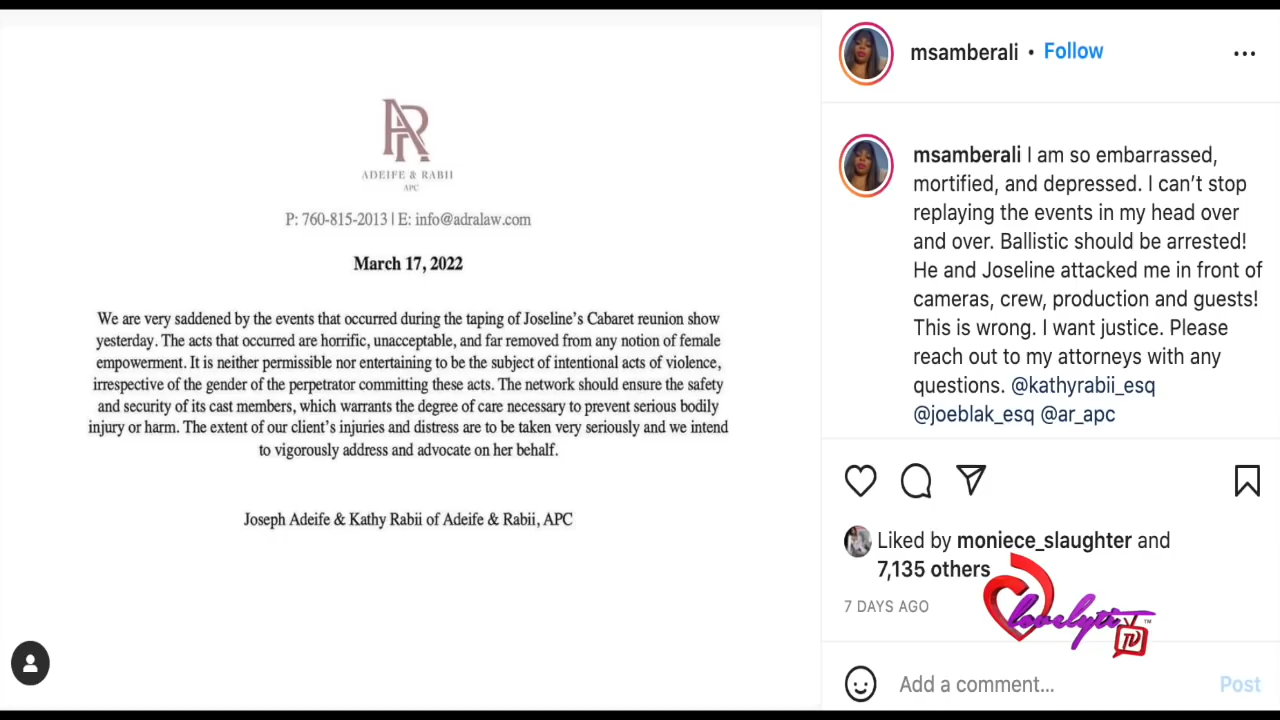 AR
ADEIFE & RABII
APC
P: 760-815-2013 | E: info@adralaw.com
March 17, 2022
We are very saddened by the events that occurred during the taping of Joseline's Cabaret reunion show
yesterday. The acts that occurred are horrific, unacceptable, and far removed from any notion of female
empowerment. It is neither permissible nor entertaining to be the subject of intentional acts of violence,
irrespective of the gender of the perpetrator committing these acts. The network should ensure the safety
and security of its cast members, which warrants the degree of care necessary to prevent serious bodily
injury or harm. The extent of our client's injuries and distress are to be taken very seriously and we intend
to vigorously address and advocate on her behalf.
Joseph Adeife & Kathy Rabii of Adeife & Rabii, APC
msamberali • Follow
msamberali I am so embarrassed,
mortified, and depressed. I can’t stop
replaying the events in my head over
and over. Ballistic should be arrested!
He and Joseline attacked me in front of
cameras, crew, production and guests!
This is wrong. I want justice. Please
reach out to my attorneys with any
questions. @kathyrabii_esq
@joeblak_esq @ar_apc
Liked by moniece_slaughter and
7,135 others
7 DAYS AGO
lovelyti TV ™
Add a comment... Post